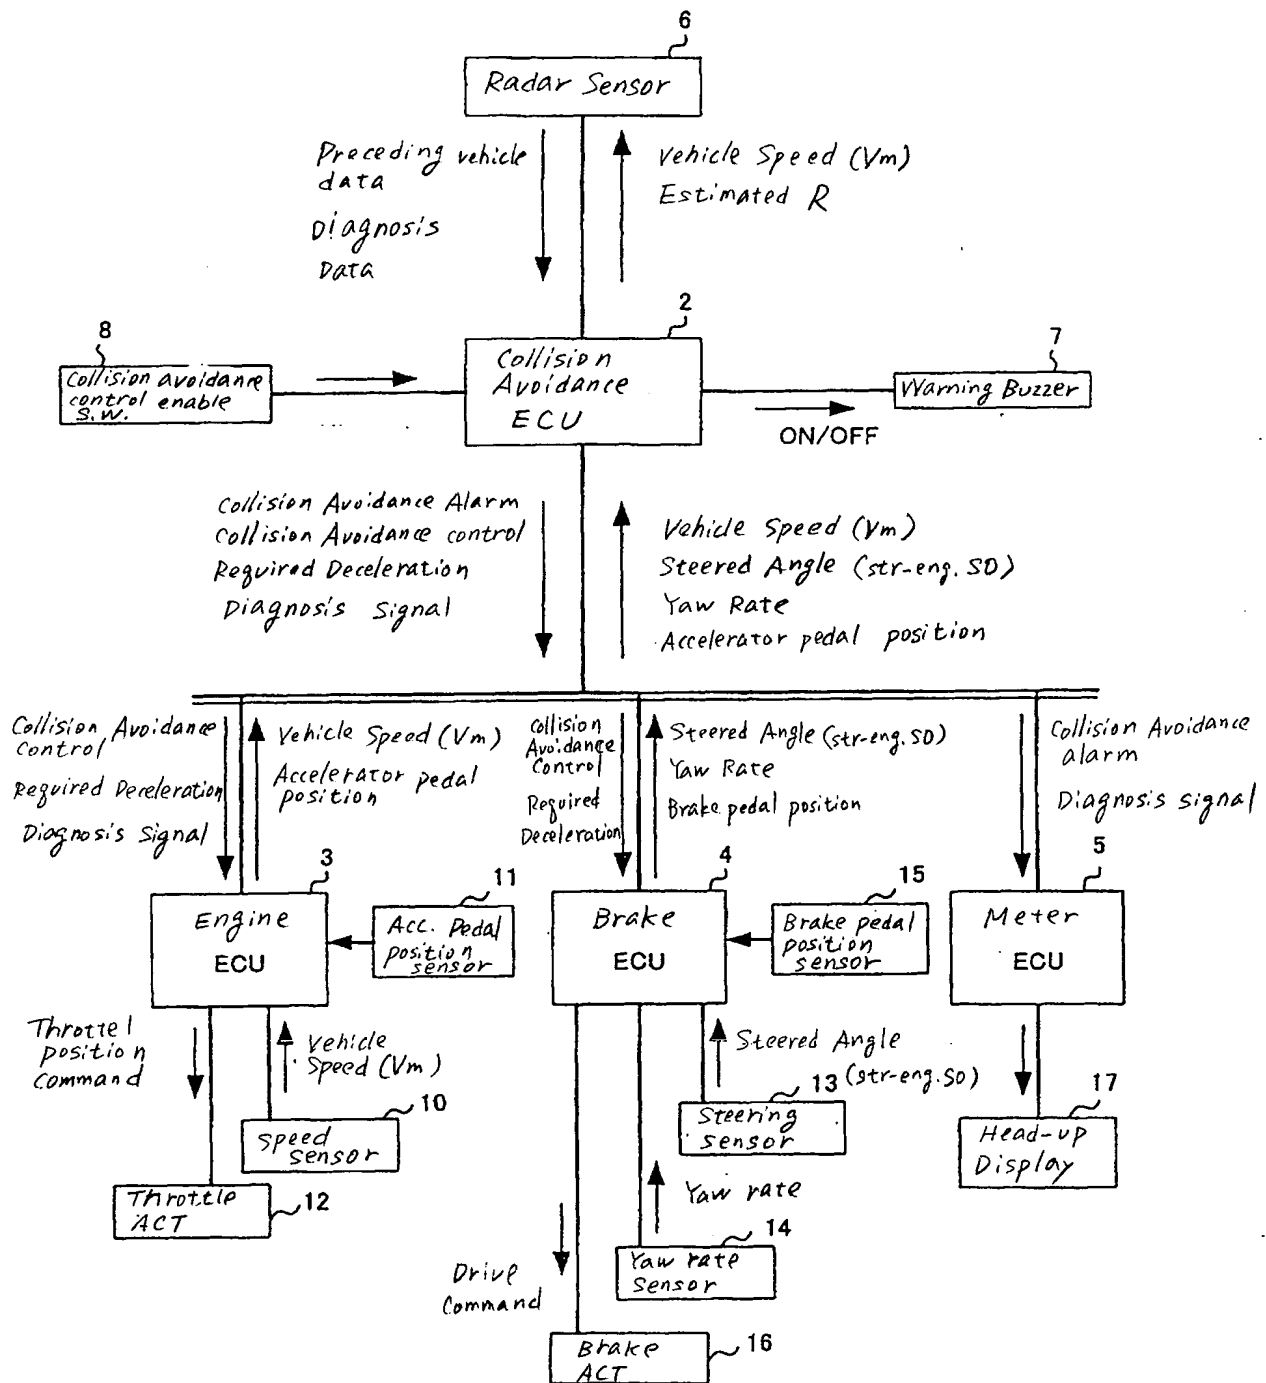 6
Radar Sensor
Preceding vehicle
data
Diagnosis
Data
Vehicle Speed (Vm)
Estimated R
2
Collision
Avoidance
ECU
8
Collision avoidance
control enable
S.W.
7
Warning Buzzer
ON/OFF
Collision Avoidance Alarm
Collision Avoidance control
Required Deceleration
Diagnosis Signal
Vehicle Speed (Vm)
Steered Angle (str-eng.SD)
Yaw Rate
Accelerator pedal position
Collision Avoidance
Control
Required Deceleration
Diagnosis Signal
Vehicle Speed (Vm)
Accelerator pedal
position
Collision
Avoidance
Control
Required
Deceleration
Steered Angle (str-eng.SD)
Yaw Rate
Brake pedal position
Collision Avoidance
alarm
Diagnosis signal
3
Engine
ECU
11
Acc. Pedal
position
sensor
4
Brake
ECU
15
Brake pedal
position
sensor
5
Meter
ECU
Throttel
position
Command
Vehicle
Speed (Vm)
10
Speed
sensor
Throttle
ACT
12
Steered Angle
(str-eng.SD)
13
Steering
sensor
Yaw rate
14
Yaw rate
sensor
Drive
Command
Brake
ACT
16
17
Head-up
Display